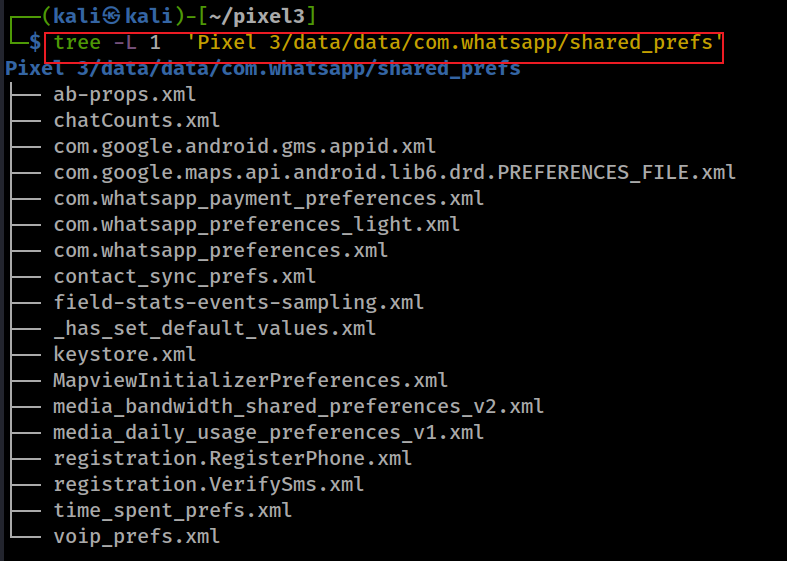 ┌──(kali㉿kali)-[~/pixel3]
└─$ tree -L 1  'Pixel 3/data/data/com.whatsapp/shared_prefs'
Pixel 3/data/data/com.whatsapp/shared_prefs
├── ab-props.xml
├── chatCounts.xml
├── com.google.android.gms.appid.xml
├── com.google.maps.api.android.lib6.drd.PREFERENCES_FILE.xml
├── com.whatsapp_payment_preferences.xml
├── com.whatsapp_preferences_light.xml
├── com.whatsapp_preferences.xml
├── contact_sync_prefs.xml
├── field-stats-events-sampling.xml
├── _has_set_default_values.xml
├── keystore.xml
├── MapviewInitializerPreferences.xml
├── media_bandwidth_shared_preferences_v2.xml
├── media_daily_usage_preferences_v1.xml
├── registration.RegisterPhone.xml
├── registration.VerifySms.xml
├── time_spent_prefs.xml
└── voip_prefs.xml